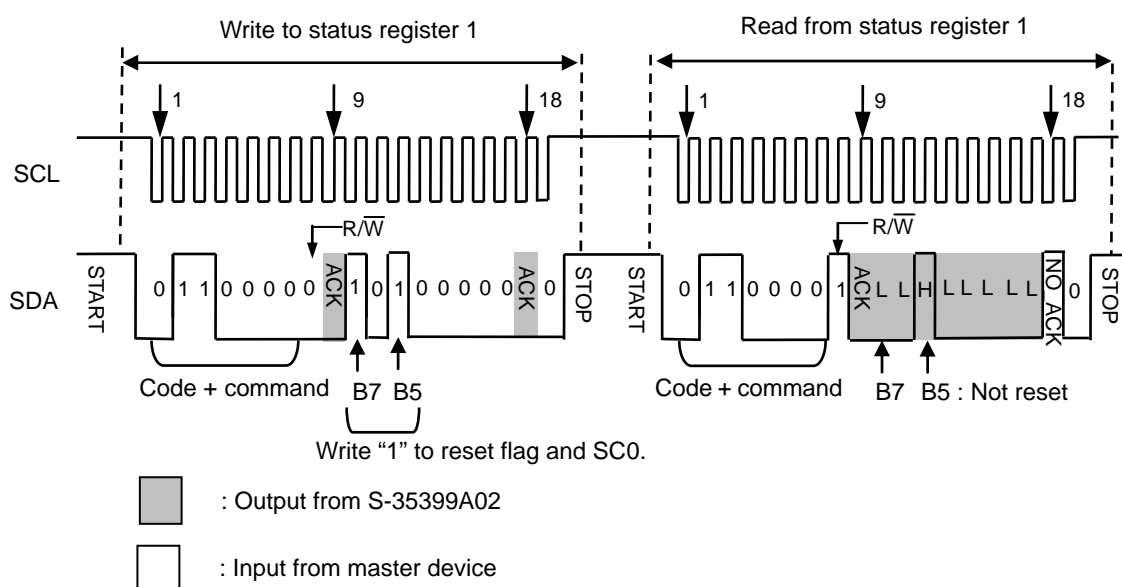 Write to status register 1
Read from status register 1
1 9 18 1 9 18
SCL
R/W R/W
SDA
START 0 1 1 0 0 0 0 0 ACK 1 0 1 0 0 0 0 0 ACK 0 STOP START 0 1 1 0 0 0 0 1 ACK L L H L L L L L NO ACK 0 STOP
Code + command B7 B5 Code + command B7 B5 : Not reset
Write “1” to reset flag and SC0.
: Output from S-35399A02
: Input from master device